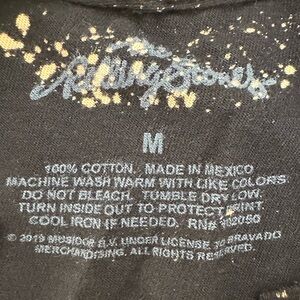 The
Rolling Stones
M
100% COTTON. MADE IN MEXICO
MACHINE WASH WARM WITH LIKE COLORS
DO NOT BLEACH. TUMBLE DRY LOW.
TURN INSIDE OUT TO PROTECT PRINT.
COOL IRON IF NEEDED. RN#
© 2019 MUSIDOR B.V. UNDER LICENSE TO BRAVADO
MERCHANDISING. ALL RIGHTS RESERVED.